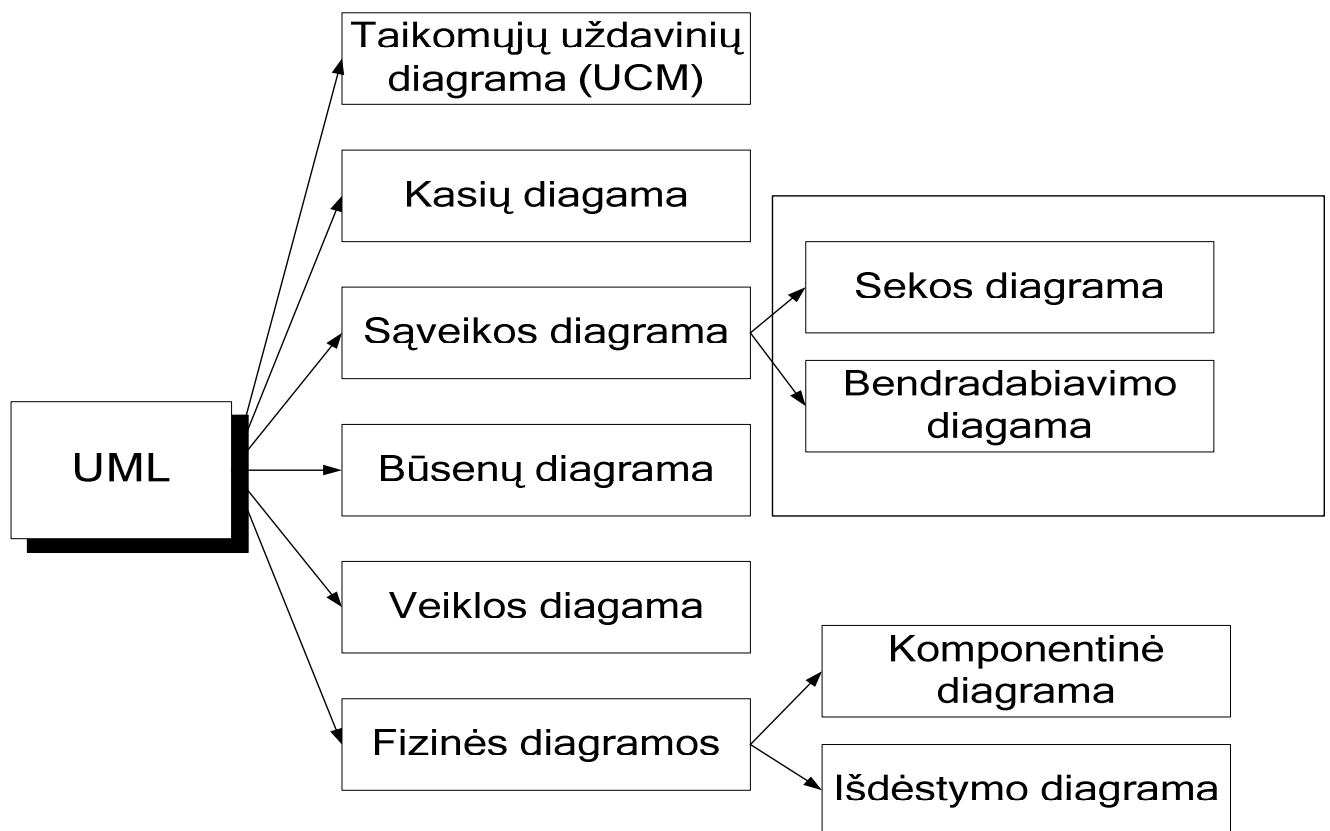 Taikomųjų uždavinių
diagrama (UCM)
Kasių diagama
Sąveikos diagrama
Sekos diagrama
Bendradabiavimo
diagama
UML
Būsenų diagrama
Veiklos diagama
Fizinės diagramos
Komponentinė
diagrama
Išdėstymo diagrama